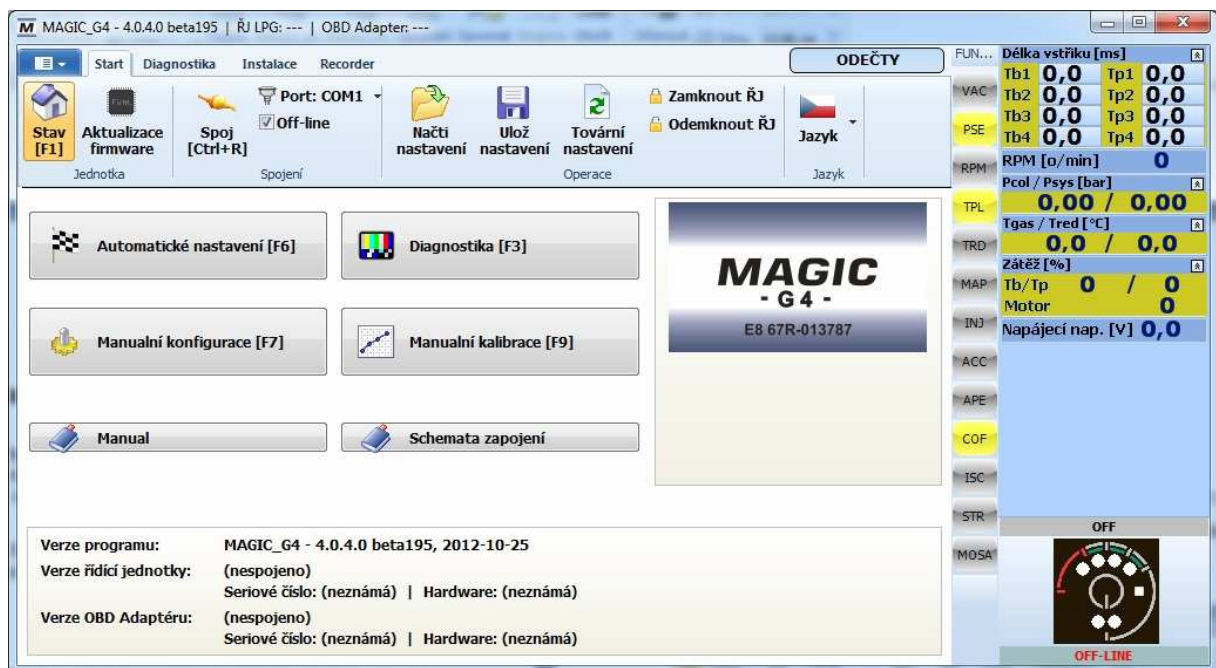 MAGIC_G4 - 4.0.4.0 beta195 | ŘJ LPG: --- | OBD Adapter: ---
Start Diagnostika Instalace Recorder
ODEČTY
Stav [F1]
Aktualizace firmware
Jednotka
Spoj [Ctrl+R]
Port: COM1
Off-line
Spojení
Načti nastavení
Ulož nastavení
Tovární nastavení
Zamknout ŘJ
Odemknout ŘJ
Operace
Jazyk
Jazyk
Automatické nastavení [F6]
Diagnostika [F3]
Manualní konfigurace [F7]
Manualní kalibrace [F9]
Manual
Schemata zapojení
MAGIC
- G4 -
E8 67R-013787
Verze programu: MAGIC_G4 - 4.0.4.0 beta195, 2012-10-25
Verze řídící jednotky: (nespojeno)
Seriové číslo: (neznámá) | Hardware: (neznámá)
Verze OBD Adaptéru: (nespojeno)
Seriové číslo: (neznámá) | Hardware: (neznámá)
FUN...
VAC
PSE
RPM
TPL
TRD
MAP
INJ
ACC
APE
COF
ISC
STR
MOSA
Délka vstřiku [ms]
Tb1 0,0 Tp1 0,0
Tb2 0,0 Tp2 0,0
Tb3 0,0 Tp3 0,0
Tb4 0,0 Tp4 0,0
RPM [o/min] 0
Pcol / Psys [bar]
0,00 / 0,00
Tgas / Tred [°C]
0,0 / 0,0
Zátěž [%]
Tb/Tp 0 / 0
Motor 0
Napájecí nap. [V] 0,0
OFF
OFF-LINE